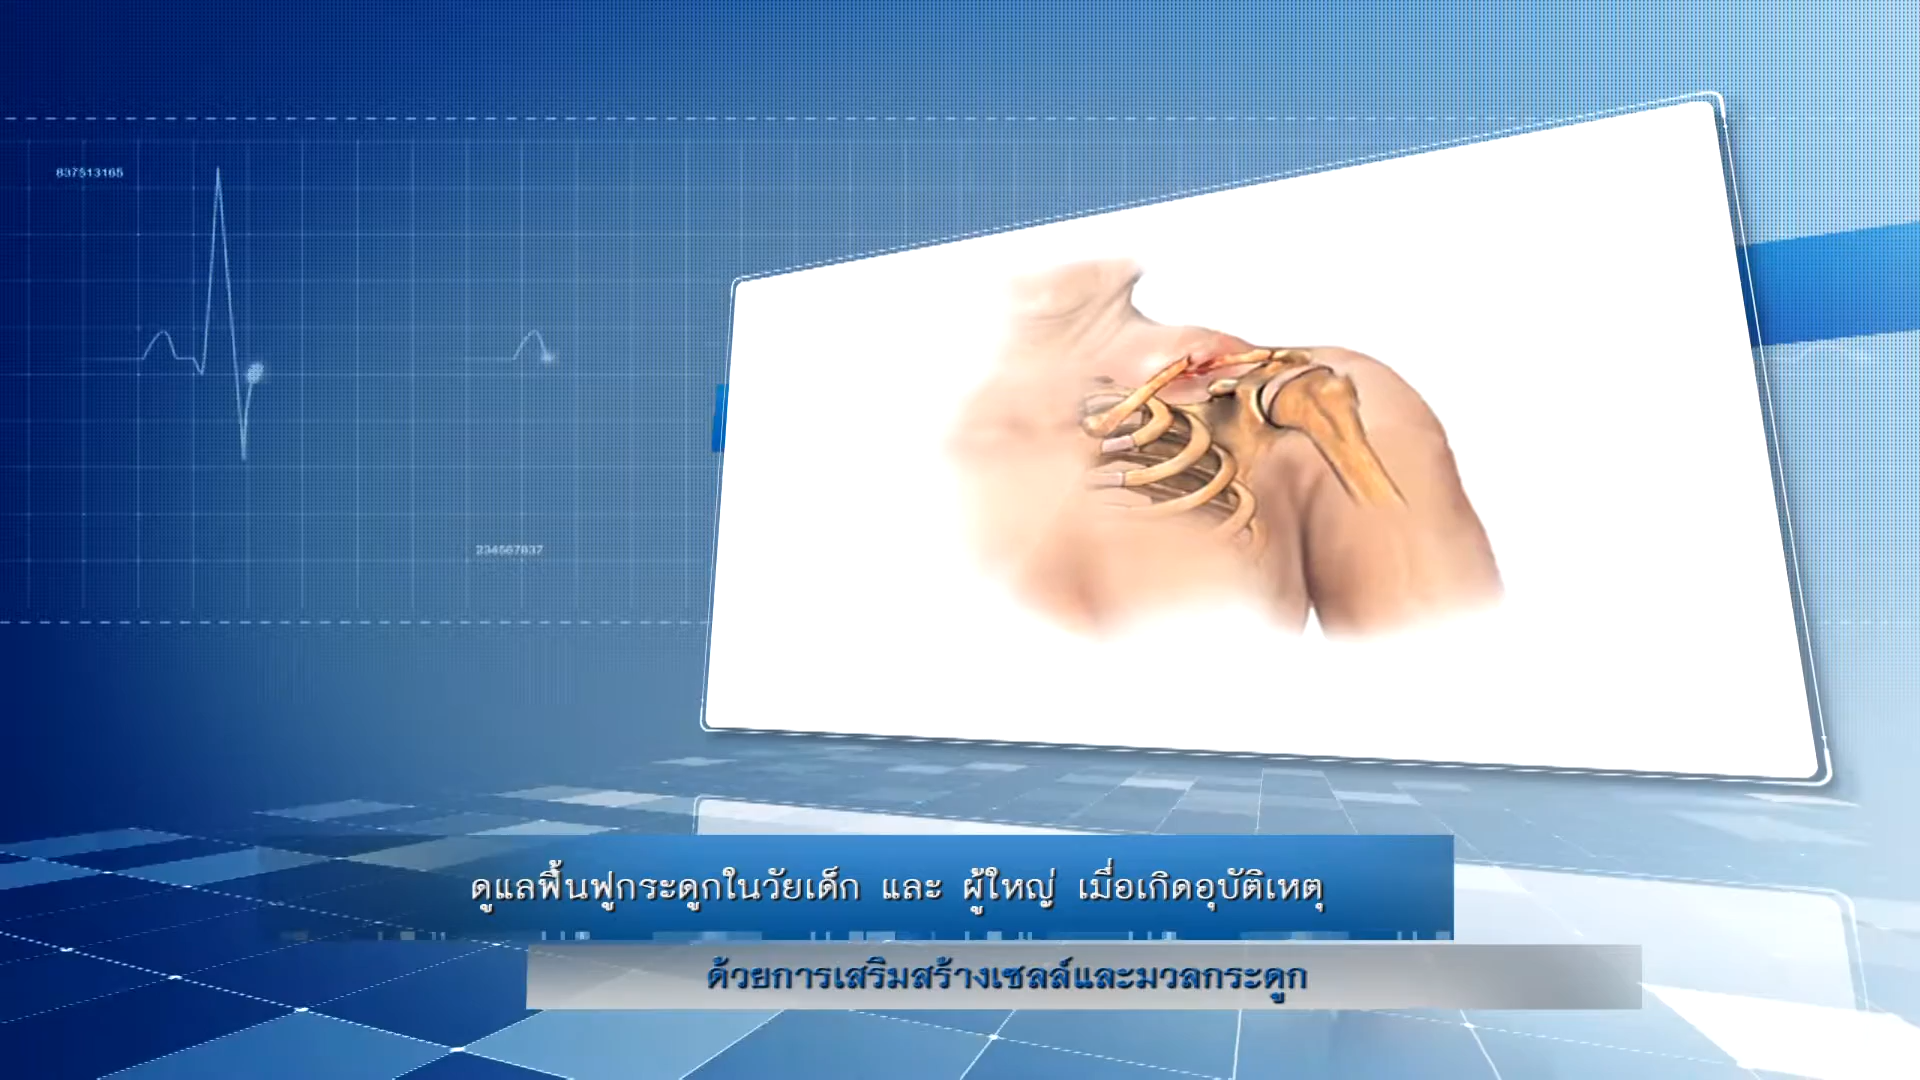 837513165
234567837
ดูแลฟื้นฟูกระดูกในวัยเด็ก และ ผู้ใหญ่ เมื่อเกิดอุบัติเหตุ
ด้วยการเสริมสร้างเซลล์และมวลกระดูก